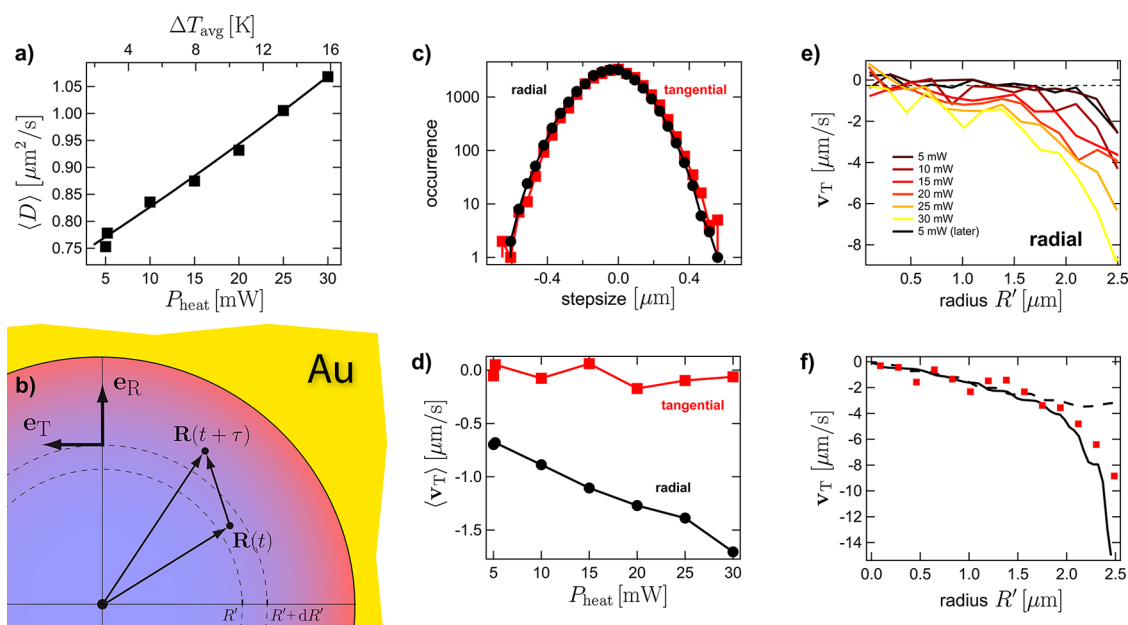 a)
ΔT_avg [K]
4 8 12 16
1.05
1.00
0.95
0.90
0.85
0.80
0.75
⟨D⟩ [μm²/s]
5 10 15 20 25 30
P_heat [mW]
b)
Au
e_R
e_T
R(t + τ)
R(t)
R′ R′+dR′
c)
radial tangential
1000
100
10
1
occurrence
-0.4 0.0 0.4
stepsize [μm]
d)
0.0
-0.5
-1.0
-1.5
⟨v_T⟩ [μm/s]
tangential
radial
5 10 15 20 25 30
P_heat [mW]
e)
0
-2
-4
-6
-8
v_T [μm/s]
5 mW
10 mW
15 mW
20 mW
25 mW
30 mW
5 mW (later)
radial
0.5 1.0 1.5 2.0 2.5
radius R′ [μm]
f)
0
-2
-4
-6
-8
-10
-12
-14
v_T [μm/s]
0.0 0.5 1.0 1.5 2.0 2.5
radius R′ [μm]